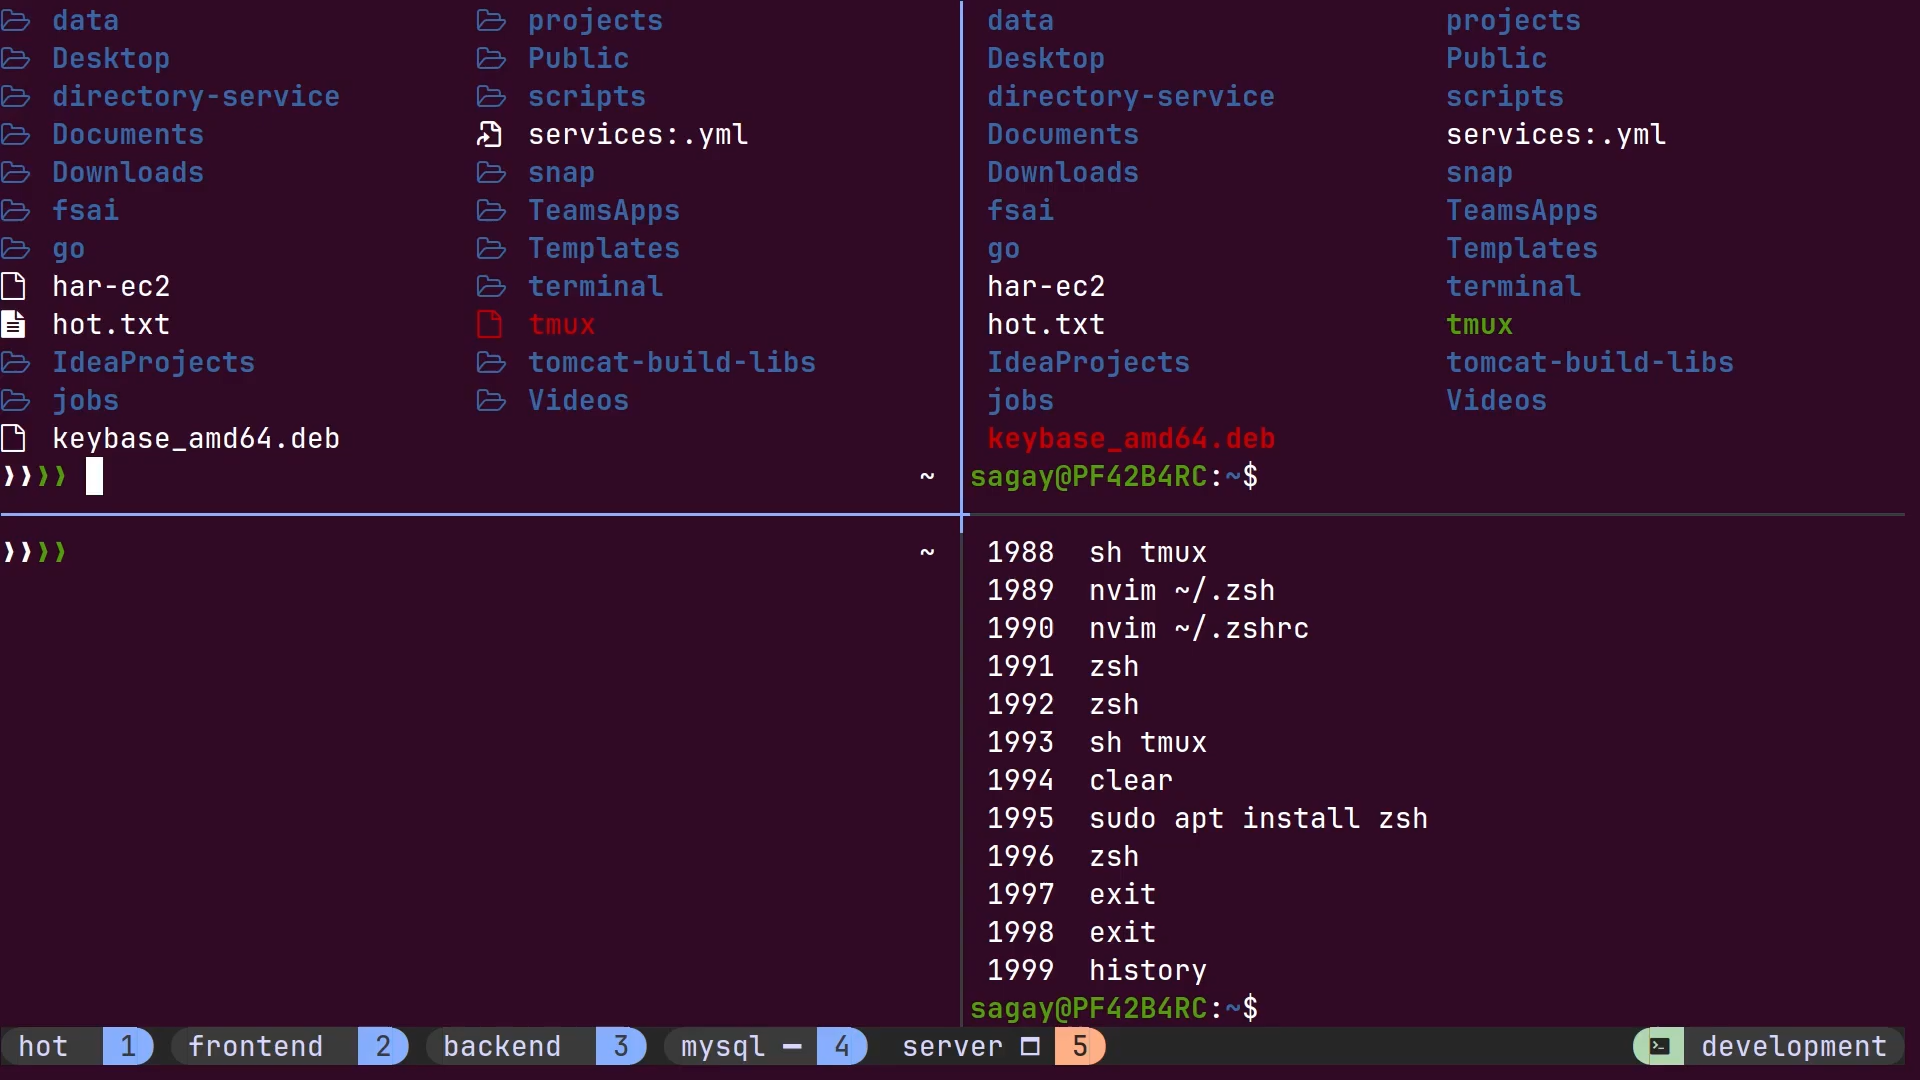 data projects
Desktop Public
directory-service scripts
Documents services:.yml
Downloads snap
fsai TeamsApps
go Templates
har-ec2 terminal
hot.txt tmux
IdeaProjects tomcat-build-libs
jobs Videos
keybase_amd64.deb
❯❯❯❯ ~
data projects
Desktop Public
directory-service scripts
Documents services:.yml
Downloads snap
fsai TeamsApps
go Templates
har-ec2 terminal
hot.txt tmux
IdeaProjects tomcat-build-libs
jobs Videos
keybase_amd64.deb
sagay@PF42B4RC:~$
❯❯❯❯ ~
1988 sh tmux
1989 nvim ~/.zsh
1990 nvim ~/.zshrc
1991 zsh
1992 zsh
1993 sh tmux
1994 clear
1995 sudo apt install zsh
1996 zsh
1997 exit
1998 exit
1999 history
sagay@PF42B4RC:~$
hot 1 frontend 2 backend 3 mysql 4 server 5 development